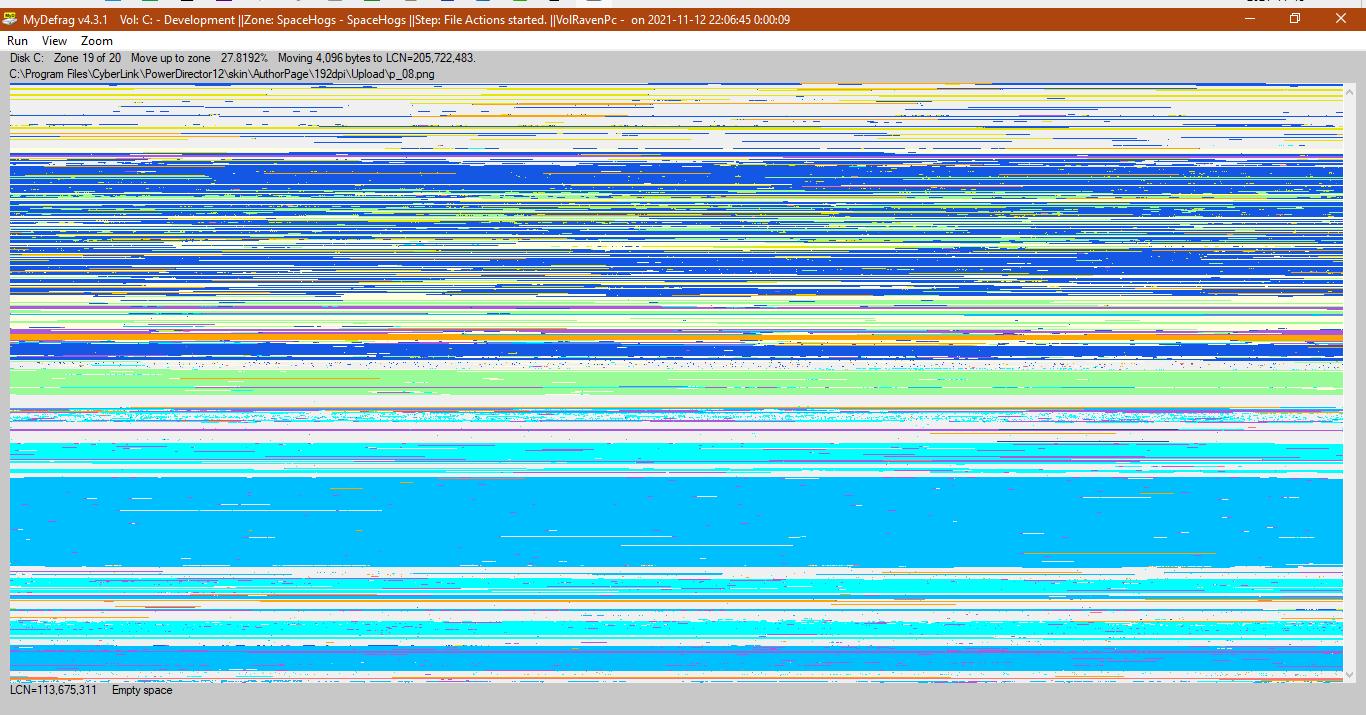 MyDefrag v4.3.1 Vol: C: - Development ||Zone: SpaceHogs - SpaceHogs ||Step: File Actions started. ||VolRavenPc - on 2021-11-12 22:06:45 0:00:09
Run View Zoom
Disk C: Zone 19 of 20 Move up to zone 27.8192% Moving 4,096 bytes to LCN=205,722,483.
C:\Program Files\CyberLink\PowerDirector12\skin\AuthorPage\192dpi\Upload\p_08.png
LCN=113,675,311 Empty space